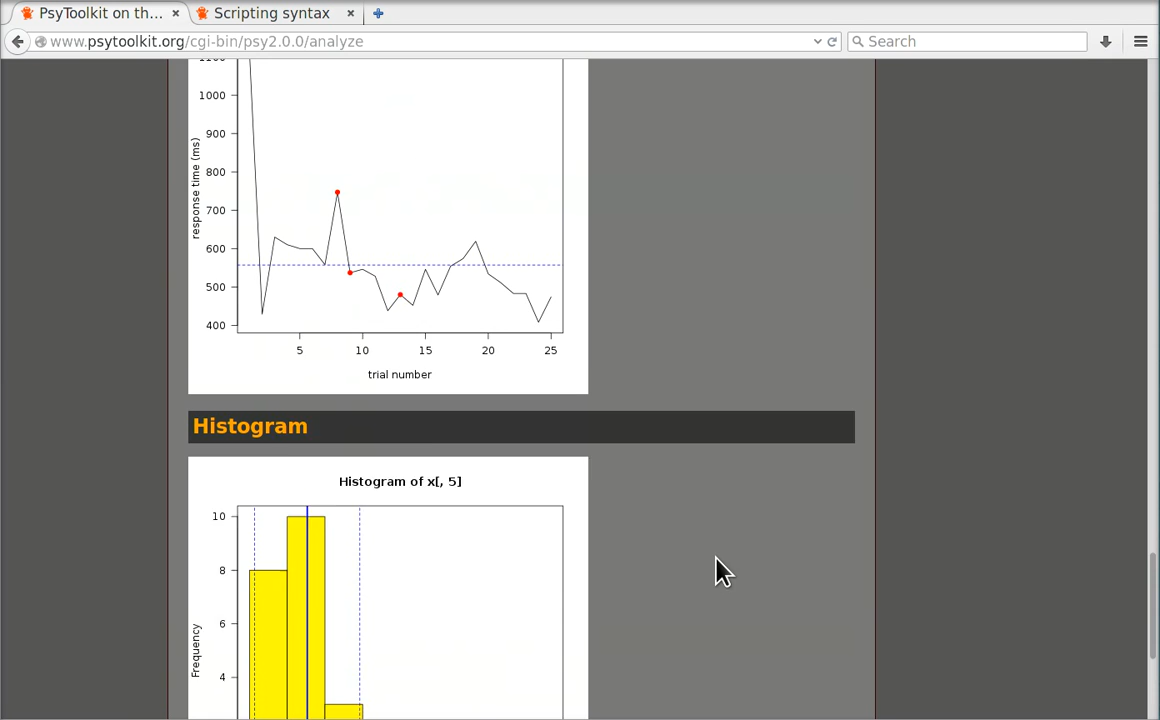 PsyToolkit on th...
Scripting syntax
www.psytoolkit.org/cgi-bin/psy2.0.0/analyze
Search
1100
1000
900
800
700
600
500
400
response time (ms)
5 10 15 20 25
trial number
Histogram
Histogram of x[, 5]
10
8
6
4
Frequency